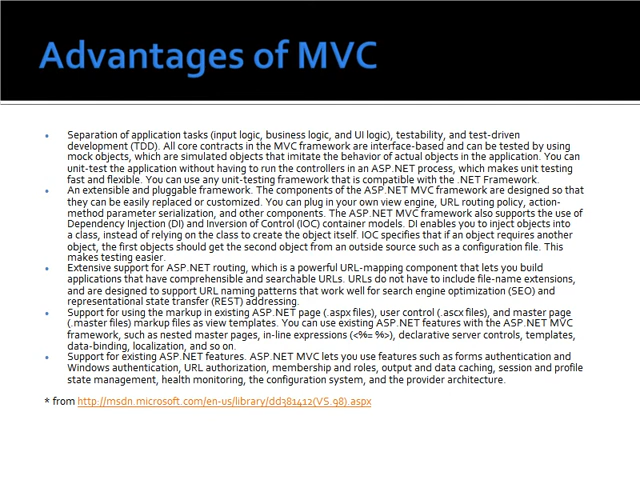 Advantages of MVC
• Separation of application tasks (input logic, business logic, and UI logic), testability, and test-driven
development (TDD). All core contracts in the MVC framework are interface-based and can be tested by using
mock objects, which are simulated objects that imitate the behavior of actual objects in the application. You can
unit-test the application without having to run the controllers in an ASP.NET process, which makes unit testing
fast and flexible. You can use any unit-testing framework that is compatible with the .NET Framework.
• An extensible and pluggable framework. The components of the ASP.NET MVC framework are designed so that
they can be easily replaced or customized. You can plug in your own view engine, URL routing policy, action-
method parameter serialization, and other components. The ASP.NET MVC framework also supports the use of
Dependency Injection (DI) and Inversion of Control (IOC) container models. DI enables you to inject objects into
a class, instead of relying on the class to create the object itself. IOC specifies that if an object requires another
object, the first objects should get the second object from an outside source such as a configuration file. This
makes testing easier.
• Extensive support for ASP.NET routing, which is a powerful URL-mapping component that lets you build
applications that have comprehensible and searchable URLs. URLs do not have to include file-name extensions,
and are designed to support URL naming patterns that work well for search engine optimization (SEO) and
representational state transfer (REST) addressing.
• Support for using the markup in existing ASP.NET page (.aspx files), user control (.ascx files), and master page
(.master files) markup files as view templates. You can use existing ASP.NET features with the ASP.NET MVC
framework, such as nested master pages, in-line expressions (<%= %>), declarative server controls, templates,
data-binding, localization, and so on.
• Support for existing ASP.NET features. ASP.NET MVC lets you use features such as forms authentication and
Windows authentication, URL authorization, membership and roles, output and data caching, session and profile
state management, health monitoring, the configuration system, and the provider architecture.
* from http://msdn.microsoft.com/en-us/library/dd381412(VS.98).aspx